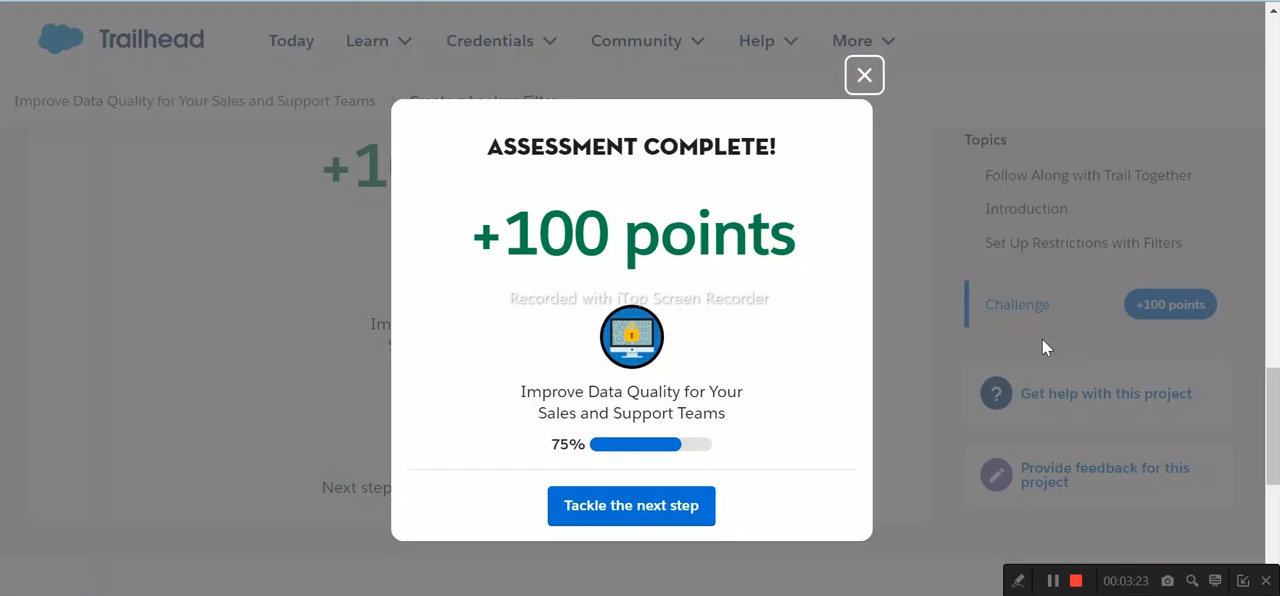 Trailhead
Today Learn Credentials Community Help More
Improve Data Quality for Your Sales and Support Teams
ASSESSMENT COMPLETE!
+100 points
Recorded with iTop Screen Recorder
Improve Data Quality for Your
Sales and Support Teams
75%
Tackle the next step
+1
Im
S
Next step
Topics
Follow Along with Trail Together
Introduction
Set Up Restrictions with Filters
Challenge +100 points
? Get help with this project
Provide feedback for this
project
00:03:23